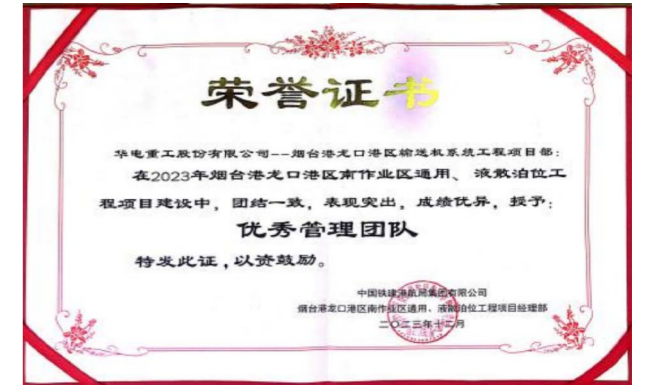 荣誉证书
华电重工股份有限公司--烟台港龙口港区输送机系统工程项目部：
在2023年烟台港龙口港区南作业区通用、液散泊位工
程项目建设中，团结一致，表现突出，成绩优异，授予：
优秀管理团队
特发此证，以资鼓励。
中国铁建港航局集团有限公司
烟台港龙口港区南作业区通用、液散泊位工程项目经理部
二〇二三年十二月